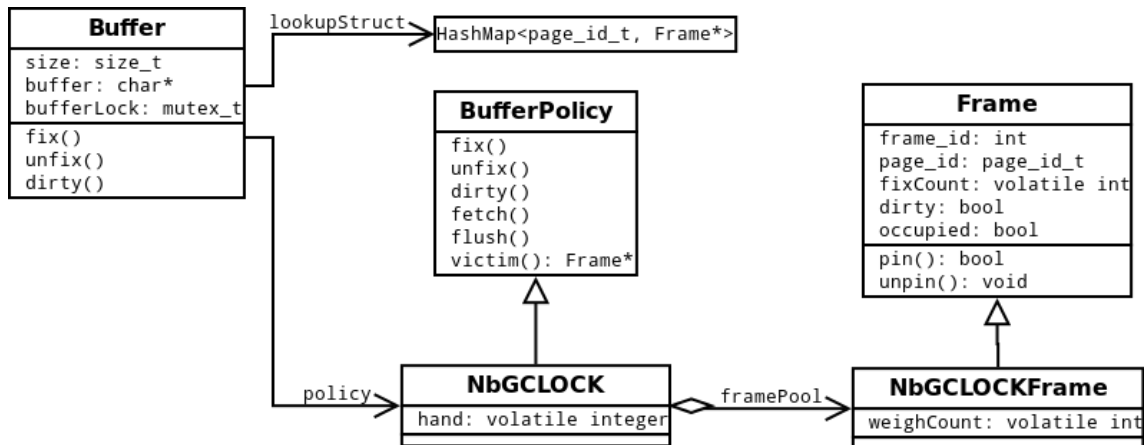 Buffer
size: size_t
buffer: char*
bufferLock: mutex_t
fix()
unfix()
dirty()
lookupStruct
HashMap<page_id_t, Frame*>
BufferPolicy
fix()
unfix()
dirty()
fetch()
flush()
victim(): Frame*
Frame
frame_id: int
page_id: page_id_t
fixCount: volatile int
dirty: bool
occupied: bool
pin(): bool
unpin(): void
policy
NbGCLOCK
hand: volatile integer
framePool
NbGCLOCKFrame
weighCount: volatile int